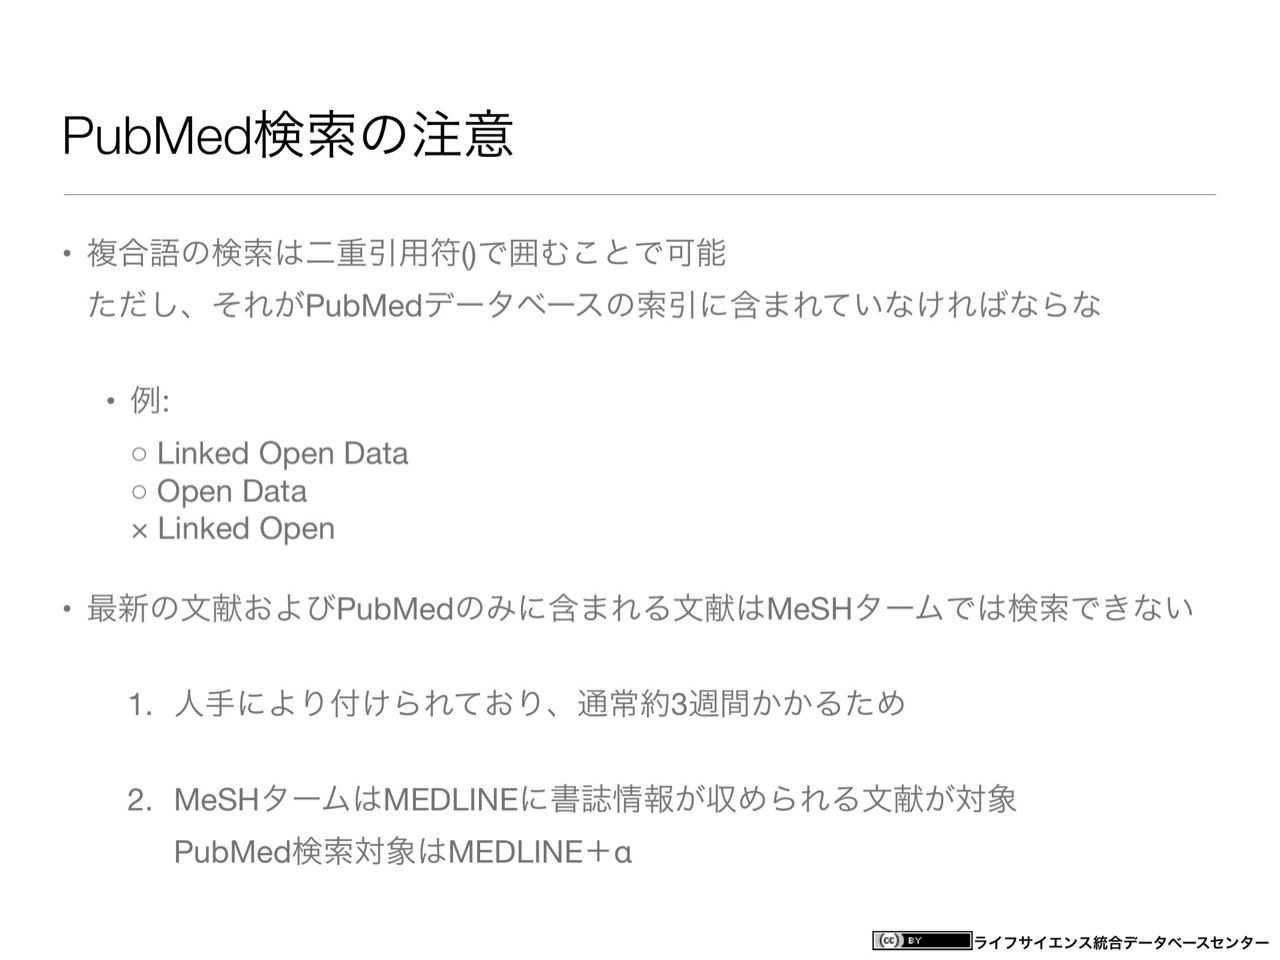 PubMed検索の注意
• 複合語の検索は二重引用符()で囲むことで可能
ただし、それがPubMedデータベースの索引に含まれていなければならな
• 例:
○ Linked Open Data
○ Open Data
× Linked Open
• 最新の文献およびPubMedのみに含まれる文献はMeSHタームでは検索できない
1. 人手により付けられており、通常約3週間かかるため
2. MeSHタームはMEDLINEに書誌情報が収められる文献が対象
PubMed検索対象はMEDLINE＋α
(cc) BY ライフサイエンス統合データベースセンター